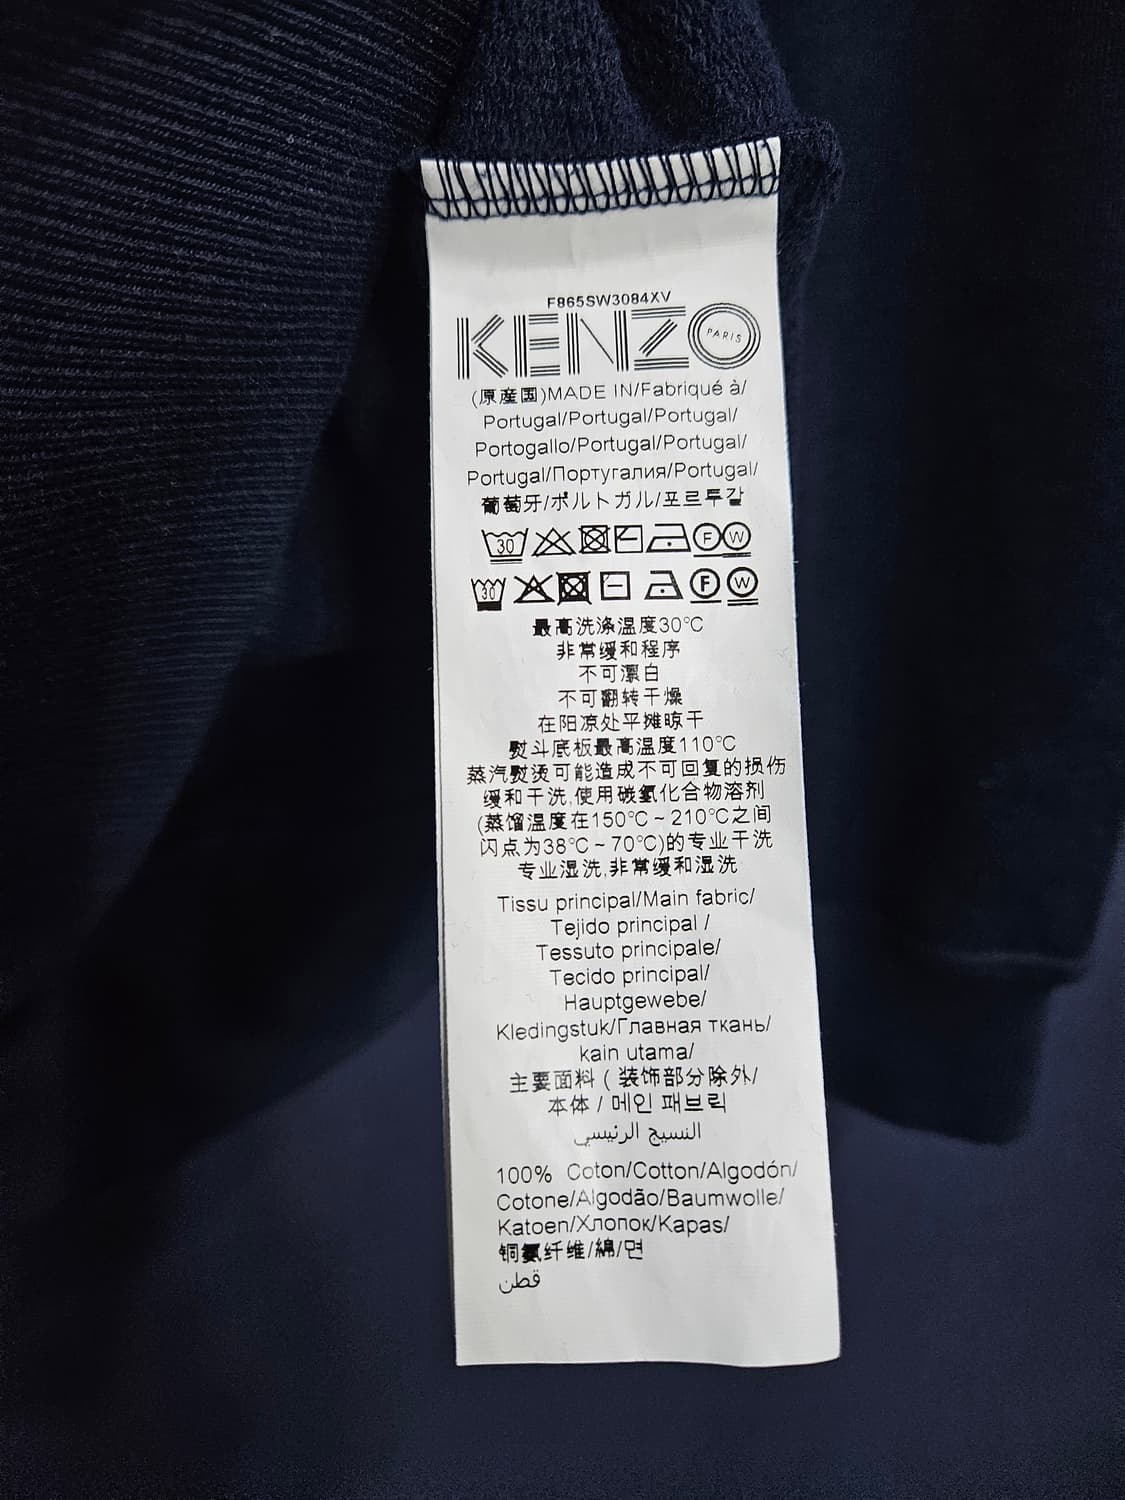 F865SW3084XV
KENZO PARIS
(原産国)MADE IN/Fabriqué à/
Portugal/Portugal/Portugal/
Portogallo/Portugal/Portugal/
Portugal/Португалия/Portugal/
葡萄牙/ポルトガル/포르투갈
30 F W
30 F W
最高洗涤温度30°C
非常缓和程序
不可漂白
不可翻转干燥
在阳凉处平摊晾干
熨斗底板最高温度110°C
蒸汽熨烫可能造成不可回复的损伤
缓和干洗,使用碳氢化合物溶剂
(蒸馏温度在150°C ~ 210°C之间
闪点为38°C ~ 70°C)的专业干洗
专业湿洗,非常缓和湿洗
Tissu principal/Main fabric/
Tejido principal /
Tessuto principale/
Tecido principal/
Hauptgewebe/
Kledingstuk/Главная ткань/
kain utama/
主要面料 ( 装饰部分除外/
本体 / 메인 패브릭
النسيج الرئيسي
100% Coton/Cotton/Algodón/
Cotone/Algodão/Baumwolle/
Katoen/Хлопок/Kapas/
铜氨纤维/綿/면
قطن